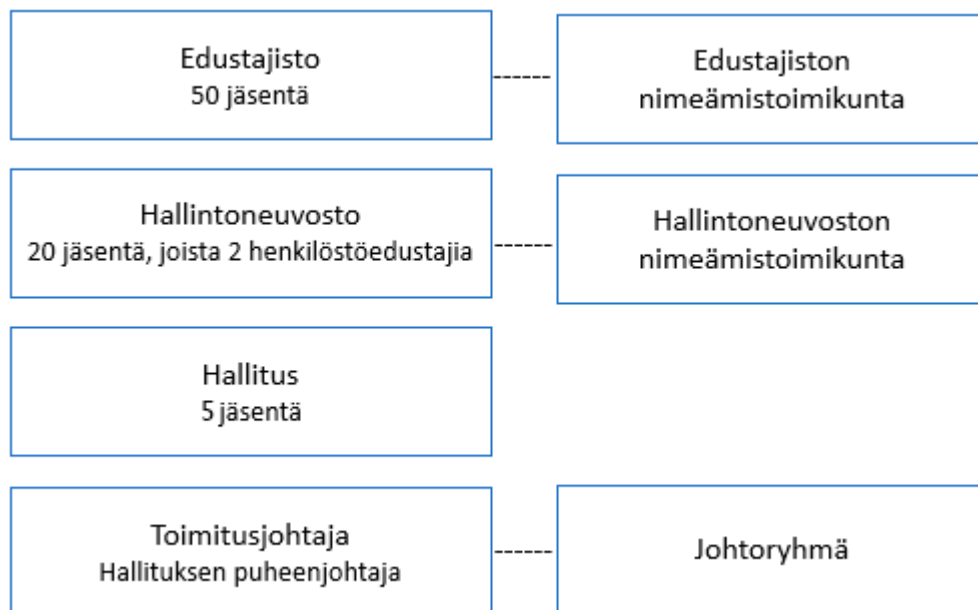 Edustajisto
50 jäsentä
Edustajiston
nimeämistoimikunta
Hallintoneuvosto
20 jäsentä, joista 2 henkilöstöedustajia
Hallintoneuvoston
nimeämistoimikunta
Hallitus
5 jäsentä
Toimitusjohtaja
Hallituksen puheenjohtaja
Johtoryhmä